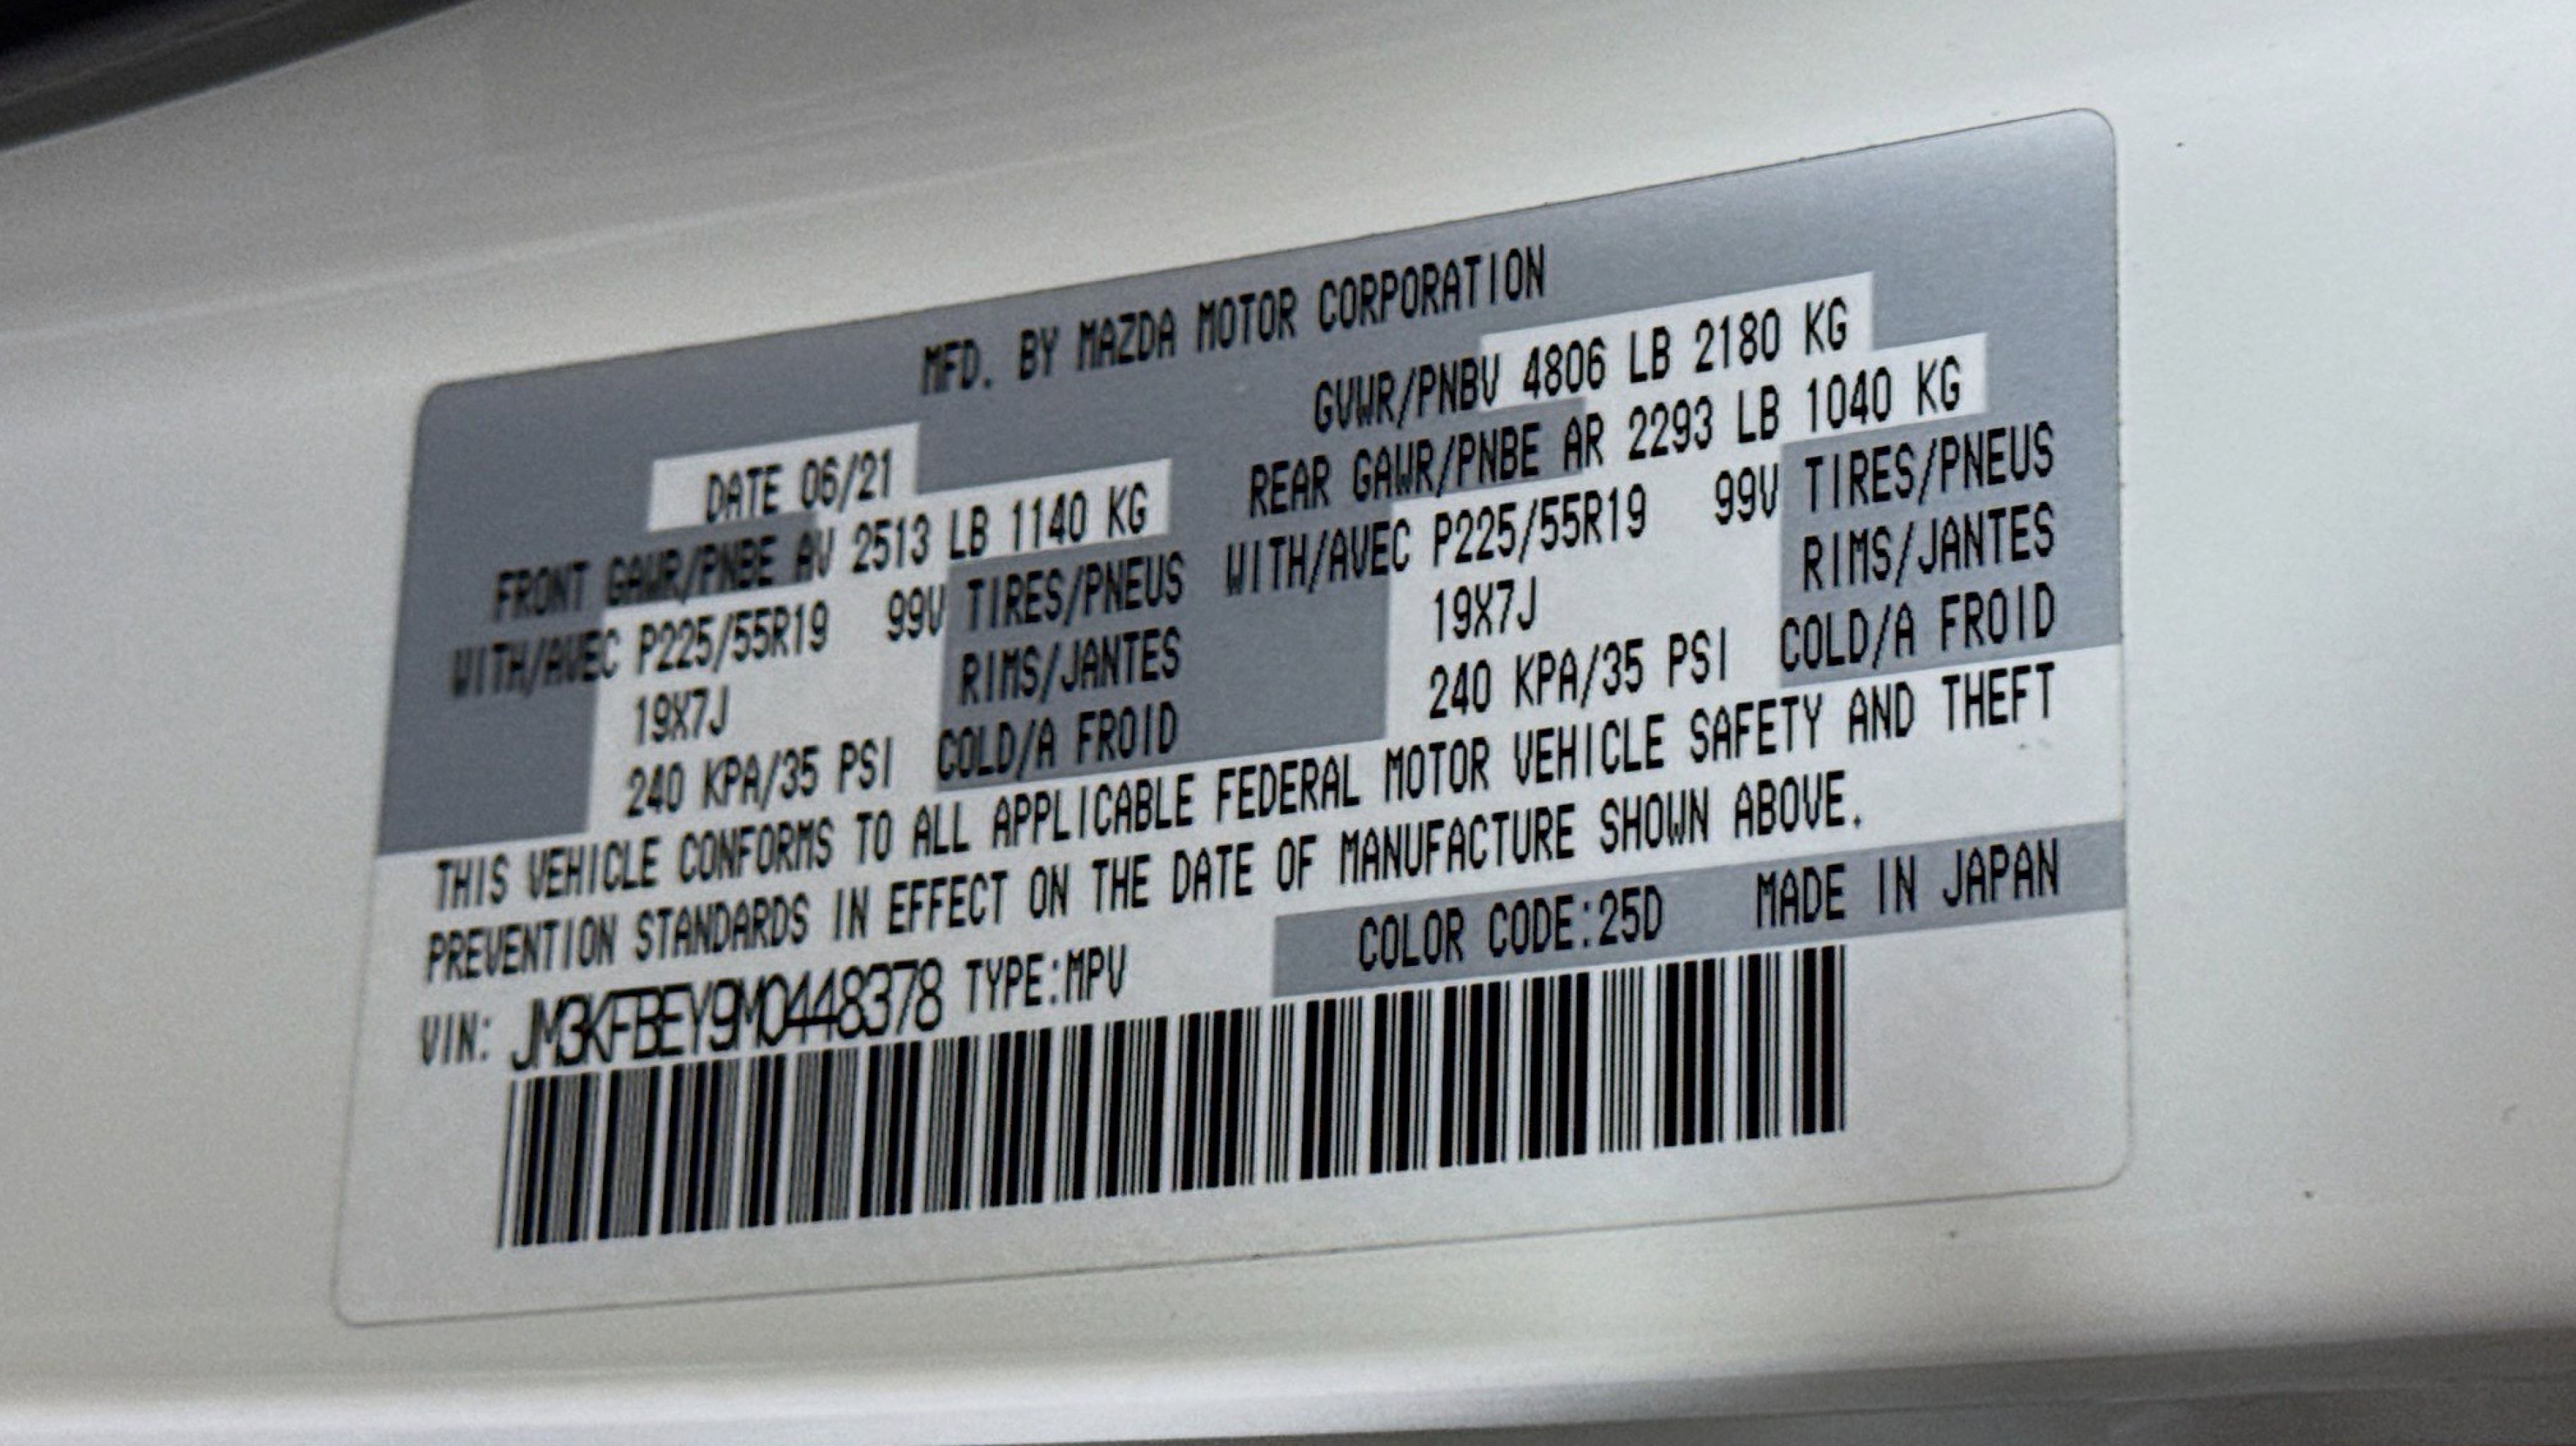 MFD. BY MAZDA MOTOR CORPORATION
GVWR/PNBV 4806 LB 2180 KG
DATE 06/21
REAR GAWR/PNBE AR 2293 LB 1040 KG
FRONT GAWR/PNBE AV 2513 LB 1140 KG
WITH/AVEC P225/55R19 99V TIRES/PNEUS
WITH/AVEC P225/55R19 99V TIRES/PNEUS
19X7J RIMS/JANTES
19X7J RIMS/JANTES
240 KPA/35 PSI COLD/A FROID
240 KPA/35 PSI COLD/A FROID
THIS VEHICLE CONFORMS TO ALL APPLICABLE FEDERAL MOTOR VEHICLE SAFETY AND THEFT
PREVENTION STANDARDS IN EFFECT ON THE DATE OF MANUFACTURE SHOWN ABOVE.
VIN: JM3KFBEY9M0448378 TYPE:MPV COLOR CODE:25D MADE IN JAPAN